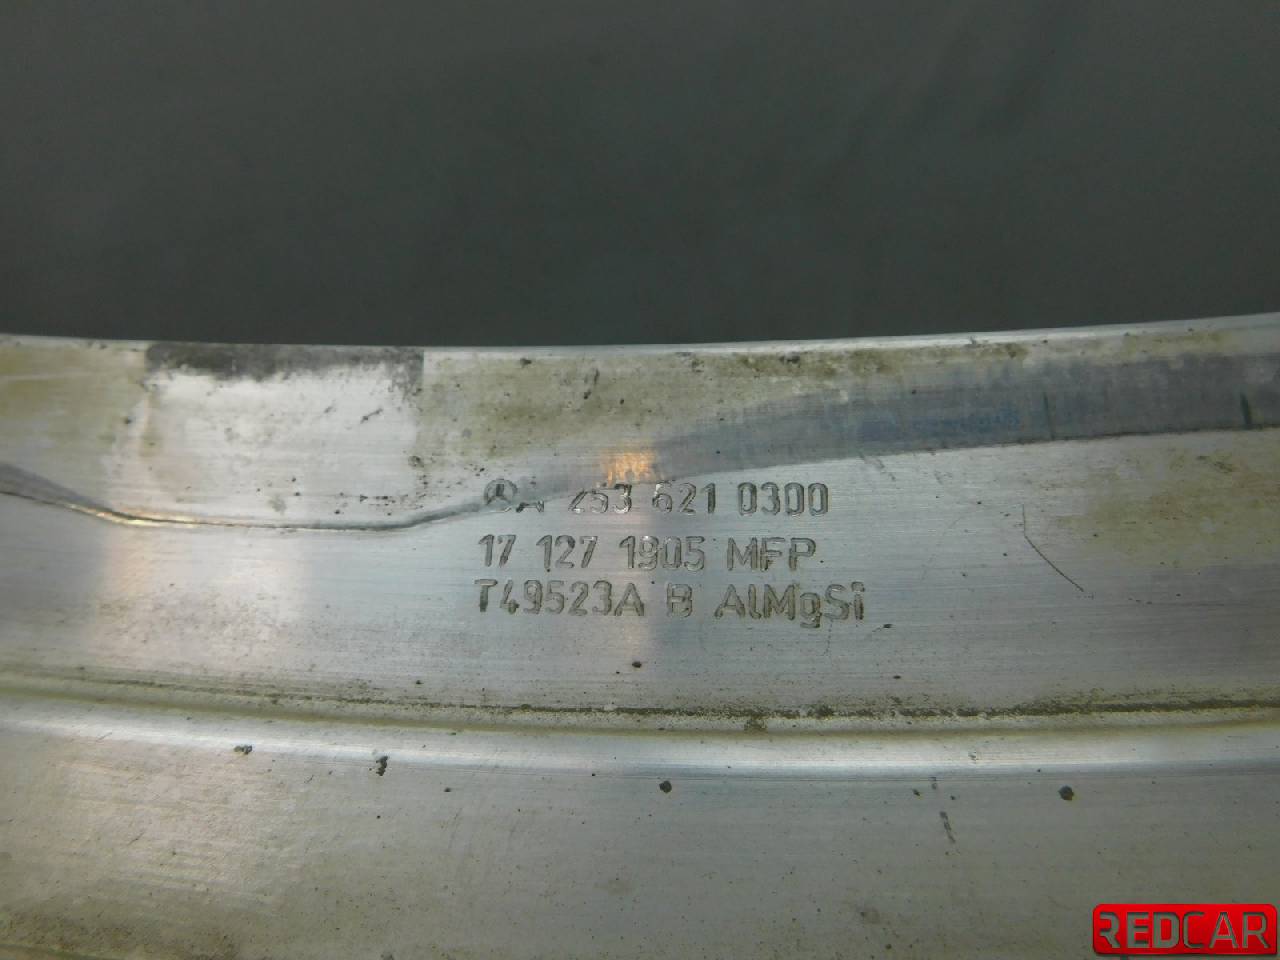 A 253 621 0300
17 127 1905 MFP
T49523A B AlMgSi
REDCAR